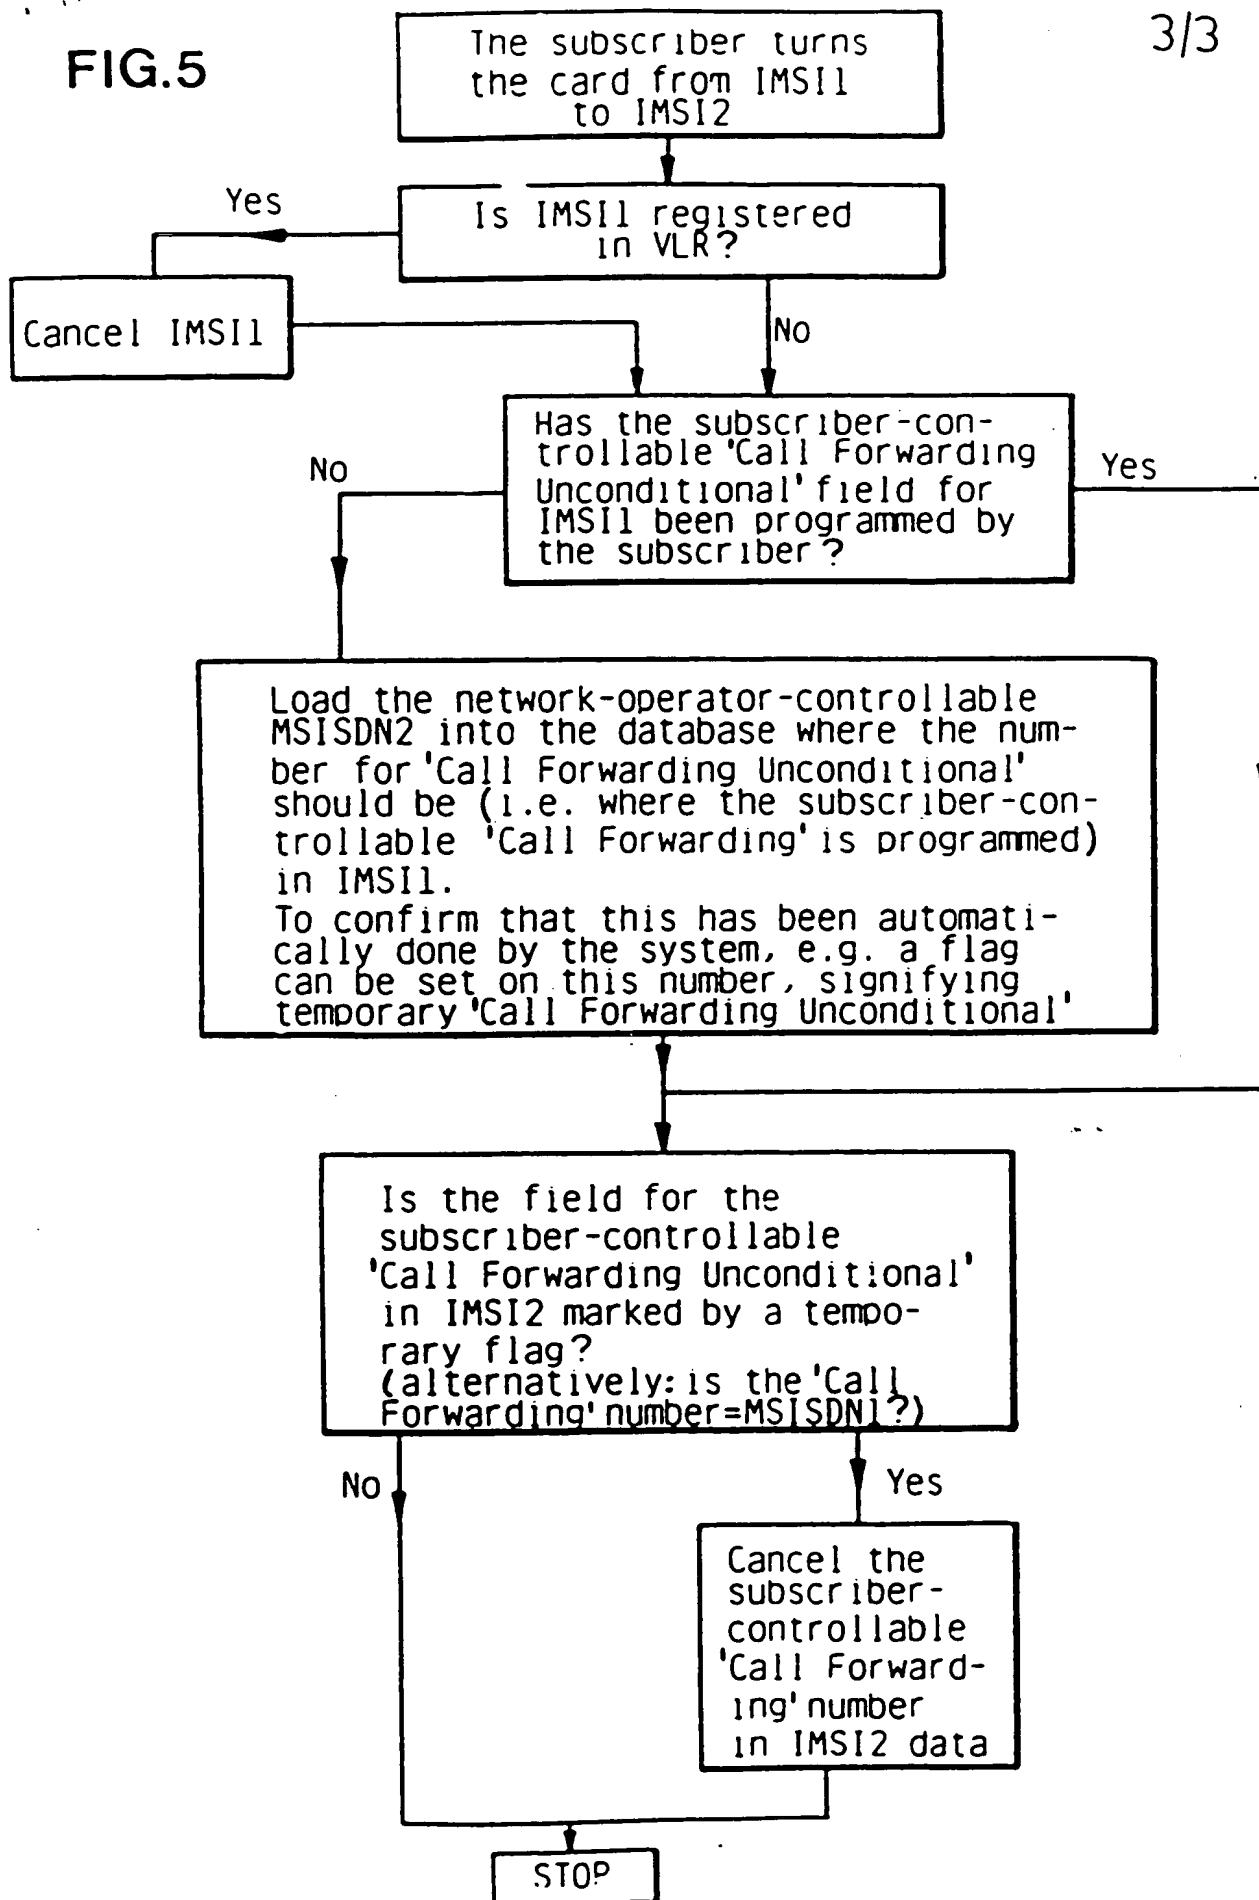 3/3
FIG.5
The subscriber turns
the card from IMSI1
to IMSI2
Yes
Is IMSI1 registered
in VLR?
Cancel IMSI1
No
Has the subscriber-con-
trollable 'Call Forwarding
Unconditional' field for
IMSI1 been programmed by
the subscriber?
No
Yes
Load the network-operator-controllable
MSISDN2 into the database where the num-
ber for 'Call Forwarding Unconditional'
should be (i.e. where the subscriber-con-
trollable 'Call Forwarding' is programmed)
in IMSI1.
To confirm that this has been automati-
cally done by the system, e.g. a flag
can be set on this number, signifying
temporary 'Call Forwarding Unconditional'
Is the field for the
subscriber-controllable
'Call Forwarding Unconditional'
in IMSI2 marked by a tempo-
rary flag?
(alternatively: is the 'Call
Forwarding' number=MSISDN1?)
No
Yes
Cancel the
subscriber-
controllable
'Call Forward-
ing' number
in IMSI2 data
STOP